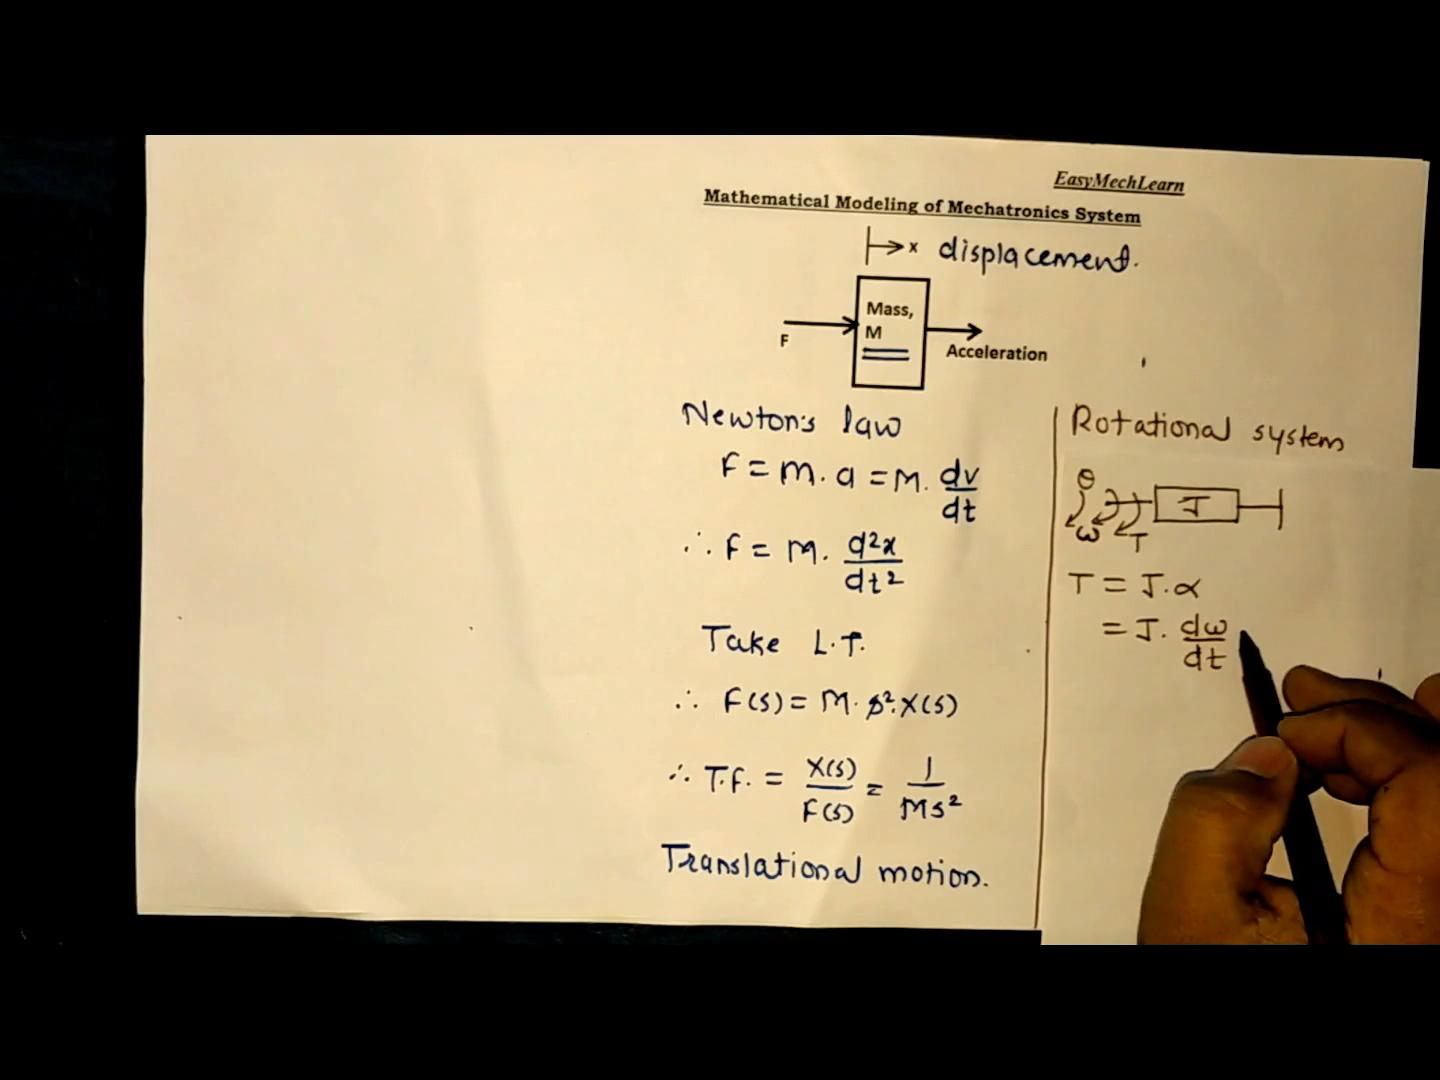 EasyMechLearn
Mathematical Modeling of Mechatronics System
x displacement.
Mass,
M
F
Acceleration
Newton's law
F = M. a = M. dv/dt
∴ F = M. d²x/dt²
Take L.T.
∴ F(s) = M. s². X(s)
∴ T.F. = X(s)/F(s) = 1/Ms²
Translational motion.
Rotational system
θ
J
ω
T
T = J. α
= J. dω/dt